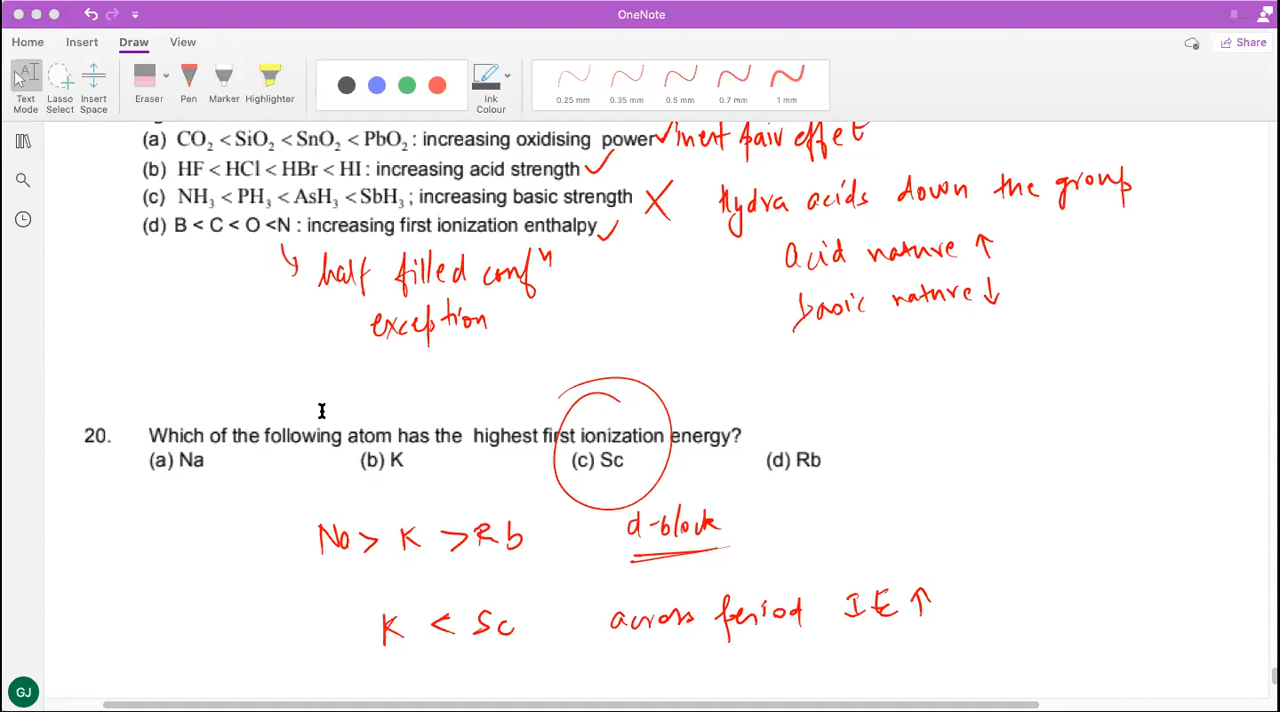 OneNote
Home Insert Draw View Share
Text Mode Lasso Select Insert Space Eraser Pen Marker Highlighter Ink Colour 0.25 mm 0.35 mm 0.5 mm 0.7 mm 1 mm
(a) CO₂ < SiO₂ < SnO₂ < PbO₂ : increasing oxidising power ✓ inert pair effect
(b) HF < HCl < HBr < HI : increasing acid strength ✓
(c) NH₃ < PH₃ < AsH₃ < SbH₃ ; increasing basic strength ✗ Hydra acids down the group
(d) B < C < O <N : increasing first ionization enthalpy ✓
acid nature ↑
↳ half filled confⁿ
basic nature ↓
exception
20. Which of the following atom has the highest first ionization energy?
(a) Na (b) K (c) Sc (d) Rb
Na > K > Rb d-block
K < Sc across period IE ↑
GJ